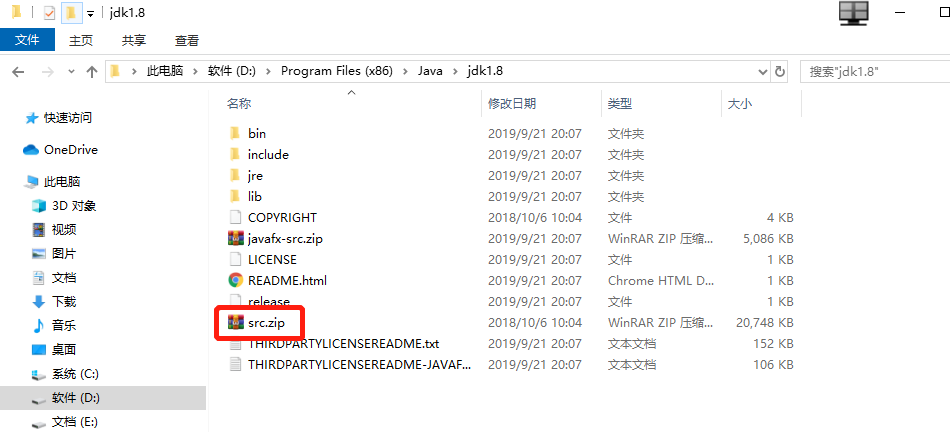 jdk1.8
文件 主页 共享 查看
此电脑 软件 (D:) Program Files (x86) Java jdk1.8 搜索"jdk1.8"
名称 修改日期 类型 大小
快速访问
OneDrive
此电脑
3D 对象
视频
图片
文档
下载
音乐
桌面
系统 (C:)
软件 (D:)
文档 (E:)
bin 2019/9/21 20:07 文件夹
include 2019/9/21 20:07 文件夹
jre 2019/9/21 20:07 文件夹
lib 2019/9/21 20:07 文件夹
COPYRIGHT 2018/10/6 10:04 文件 4 KB
javafx-src.zip 2019/9/21 20:07 WinRAR ZIP 压缩... 5,086 KB
LICENSE 2019/9/21 20:07 文件 1 KB
README.html 2019/9/21 20:07 Chrome HTML D... 1 KB
release 2019/9/21 20:07 文件 1 KB
src.zip 2018/10/6 10:04 WinRAR ZIP 压缩... 20,748 KB
THIRDPARTYLICENSEREADME.txt 2019/9/21 20:07 文本文档 152 KB
THIRDPARTYLICENSEREADME-JAVAF... 2019/9/21 20:07 文本文档 106 KB